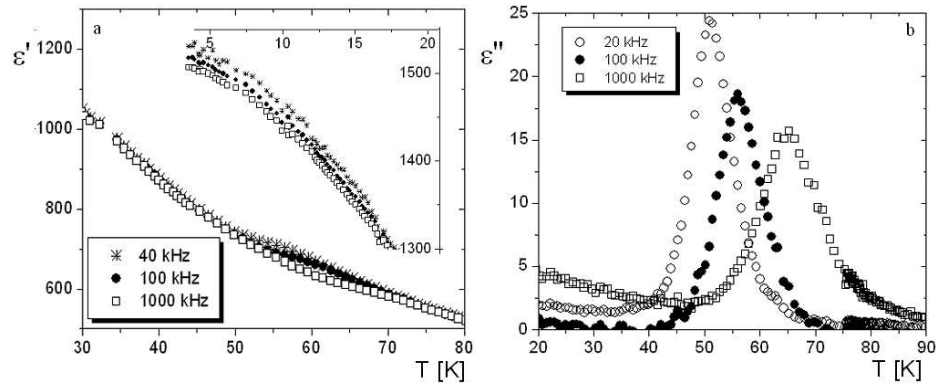 a
5 10 15 20
ε'
1200
1000
800
600
1500
1400
1300
40 kHz
100 kHz
1000 kHz
30 40 50 60 70 80
T [K]
b
ε"
25
20
15
10
5
0
20 kHz
100 kHz
1000 kHz
20 30 40 50 60 70 80 90
T [K]